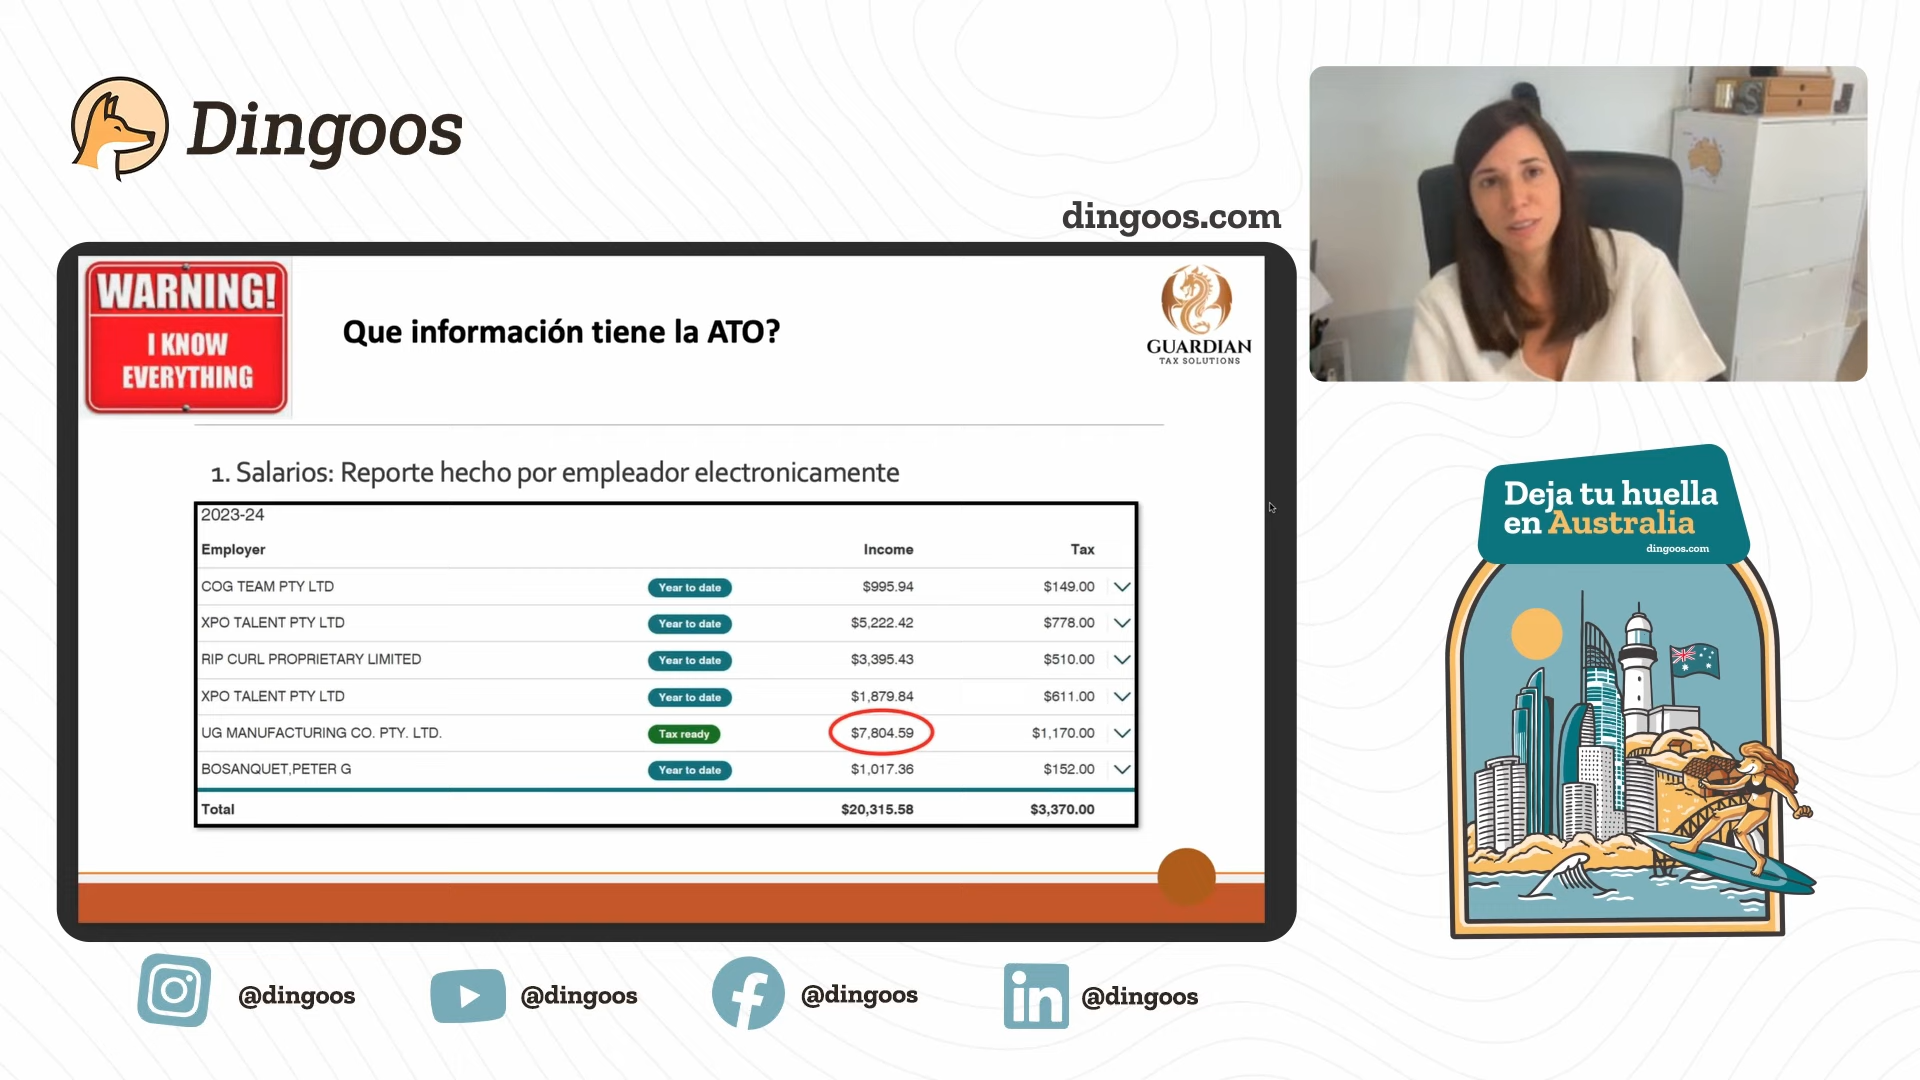 Dingoos
dingoos.com
WARNING!
I KNOW
EVERYTHING
Que información tiene la ATO?
GUARDIAN
TAX SOLUTIONS
1. Salarios: Reporte hecho por empleador electronicamente
2023-24
Employer Income Tax
COG TEAM PTY LTD Year to date $995.94 $149.00
XPO TALENT PTY LTD Year to date $5,222.42 $778.00
RIP CURL PROPRIETARY LIMITED Year to date $3,395.43 $510.00
XPO TALENT PTY LTD Year to date $1,879.84 $611.00
UG MANUFACTURING CO. PTY. LTD. Tax ready $7,804.59 $1,170.00
BOSANQUET,PETER G Year to date $1,017.36 $152.00
Total $20,315.58 $3,370.00
Deja tu huella
en Australia
dingoos.com
@dingoos
@dingoos
@dingoos
in @dingoos